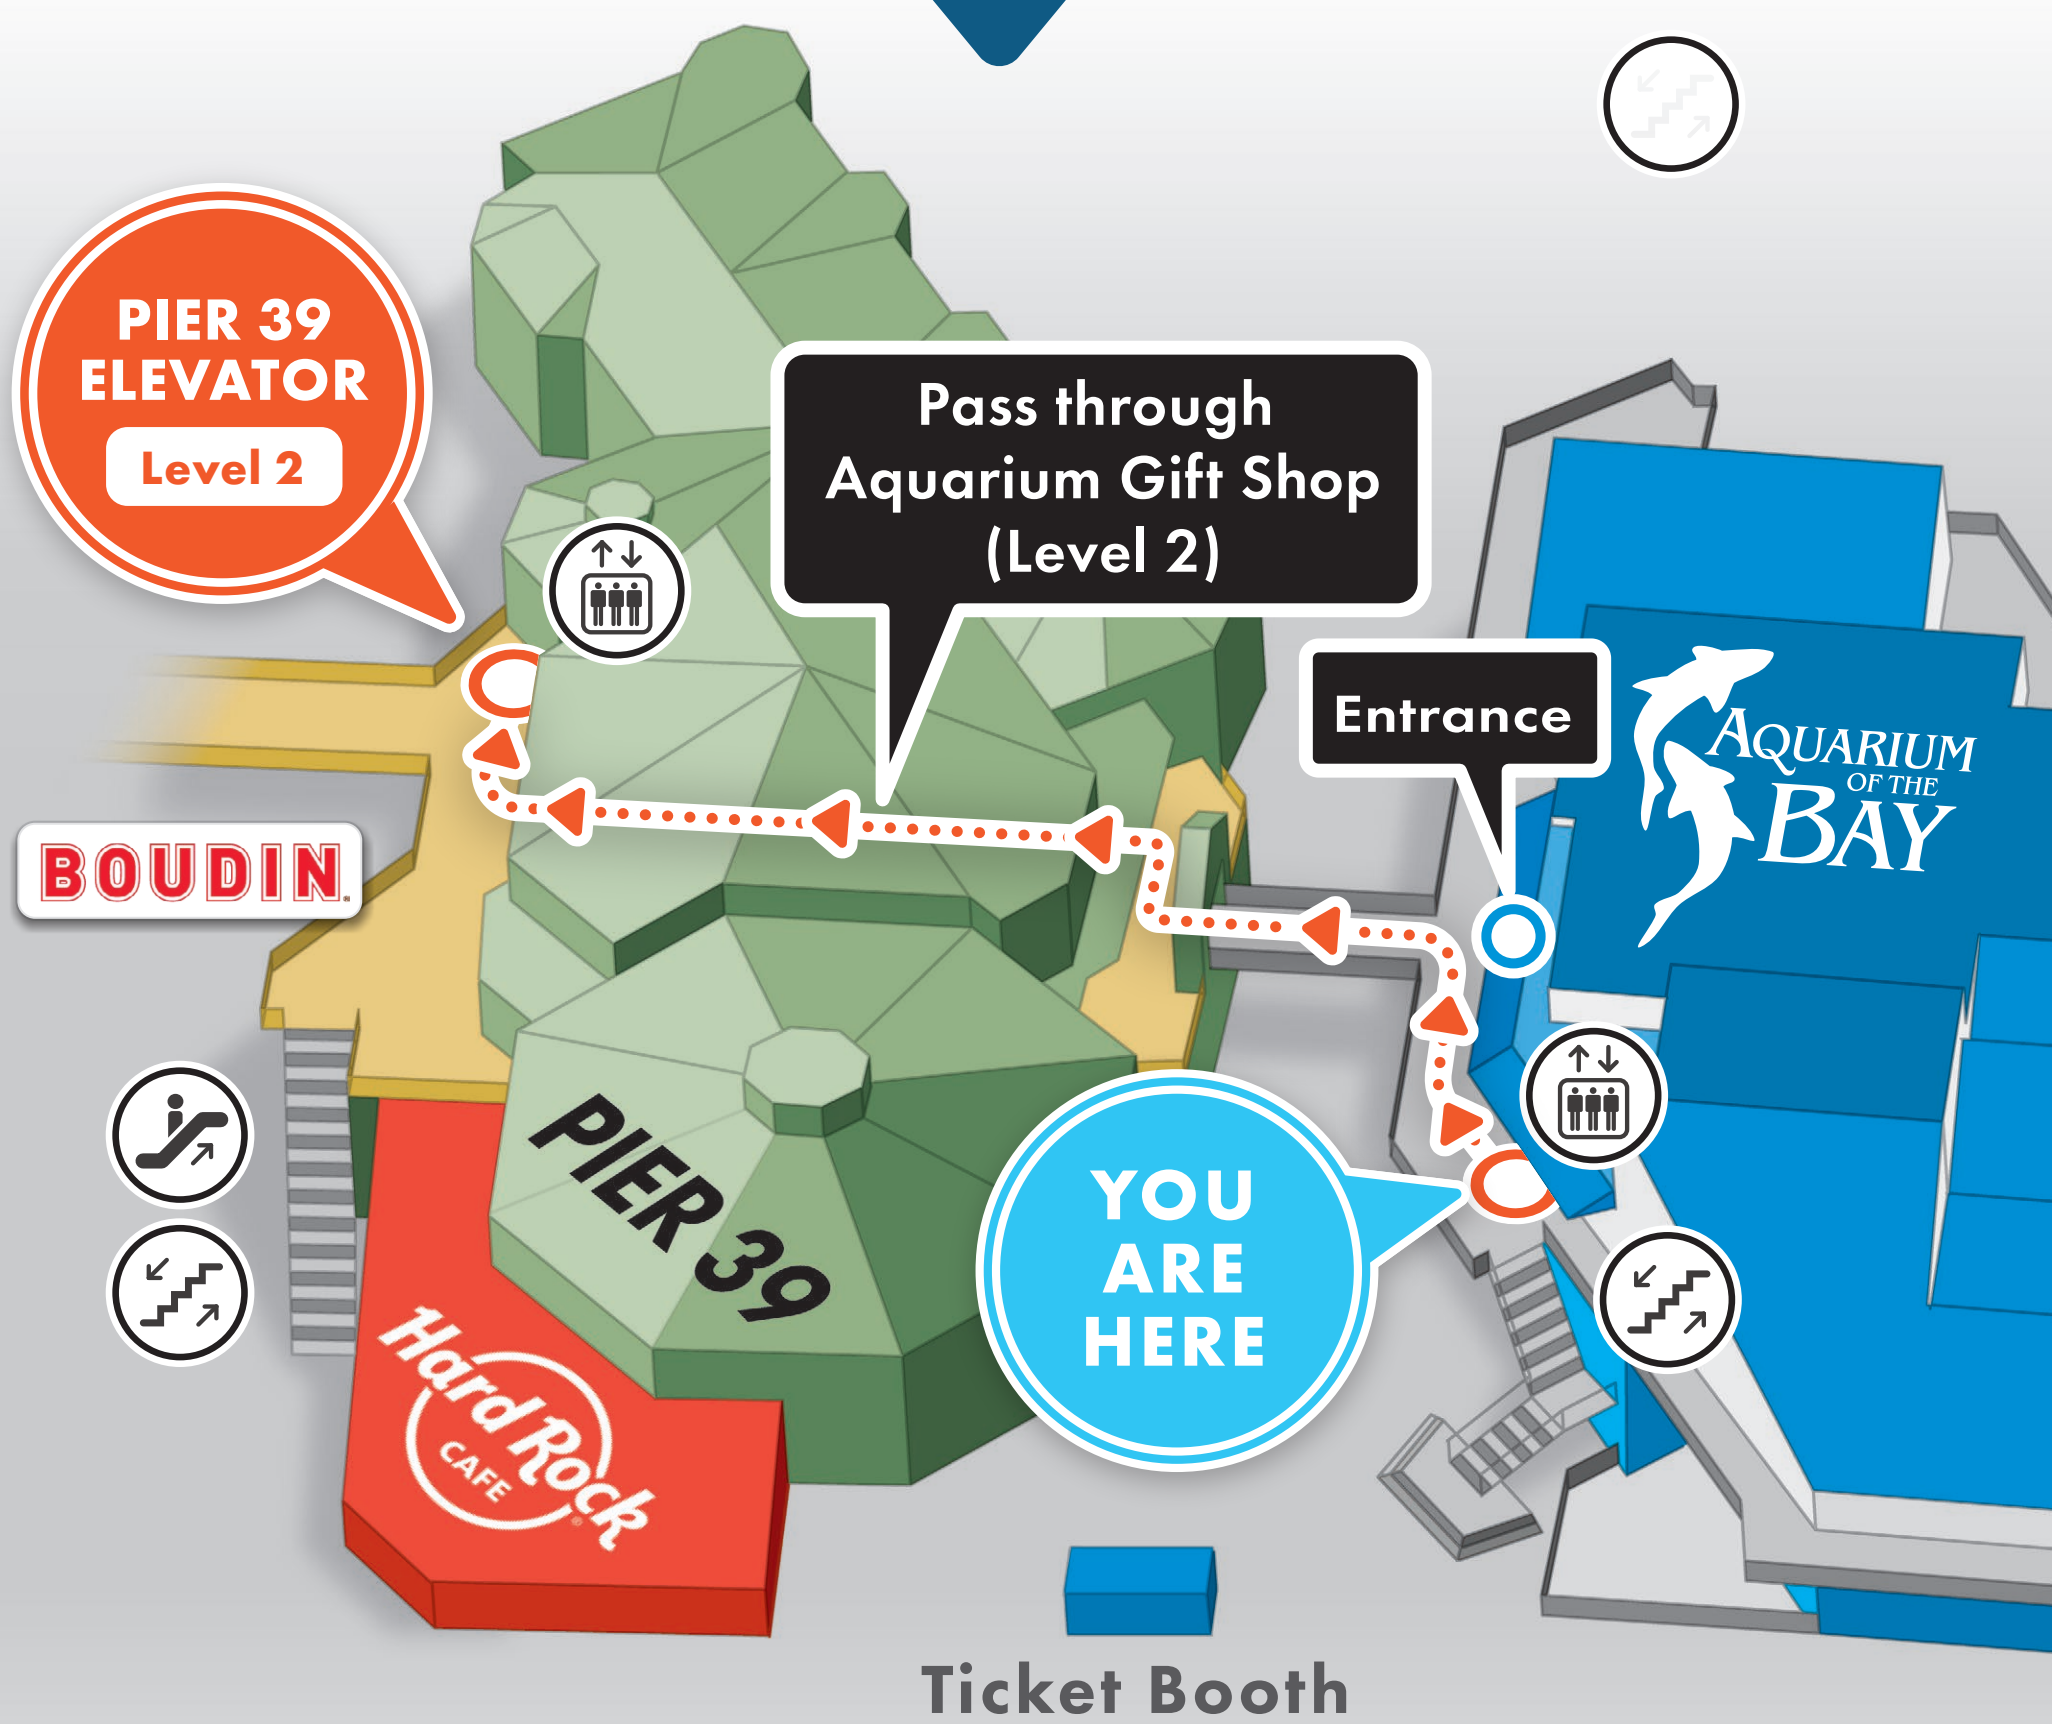 PIER 39
ELEVATOR
Level 2
Pass through
Aquarium Gift Shop
(Level 2)
Entrance
AQUARIUM
OF THE
BAY
BOUDIN
YOU
ARE
HERE
PIER 39
Hard Rock
CAFE
Ticket Booth